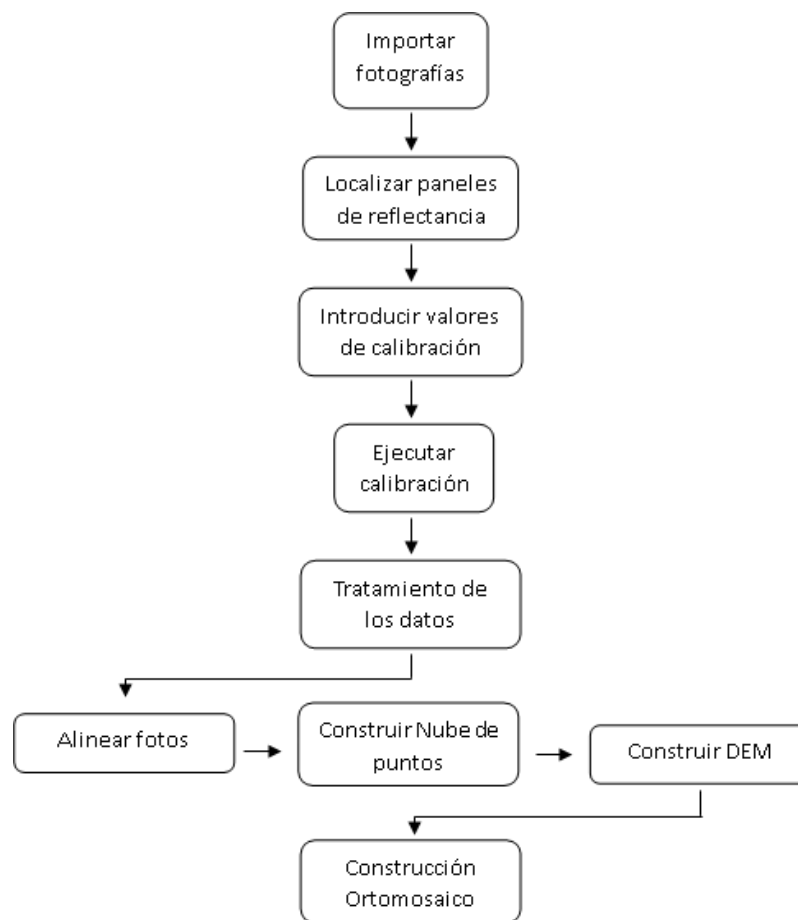 Importar
fotografías
Localizar paneles
de reflectancia
Introducir valores
de calibración
Ejecutar
calibración
Tratamiento de
los datos
Alinear fotos
Construir Nube de
puntos
Construir DEM
Construcción
Ortomosaico